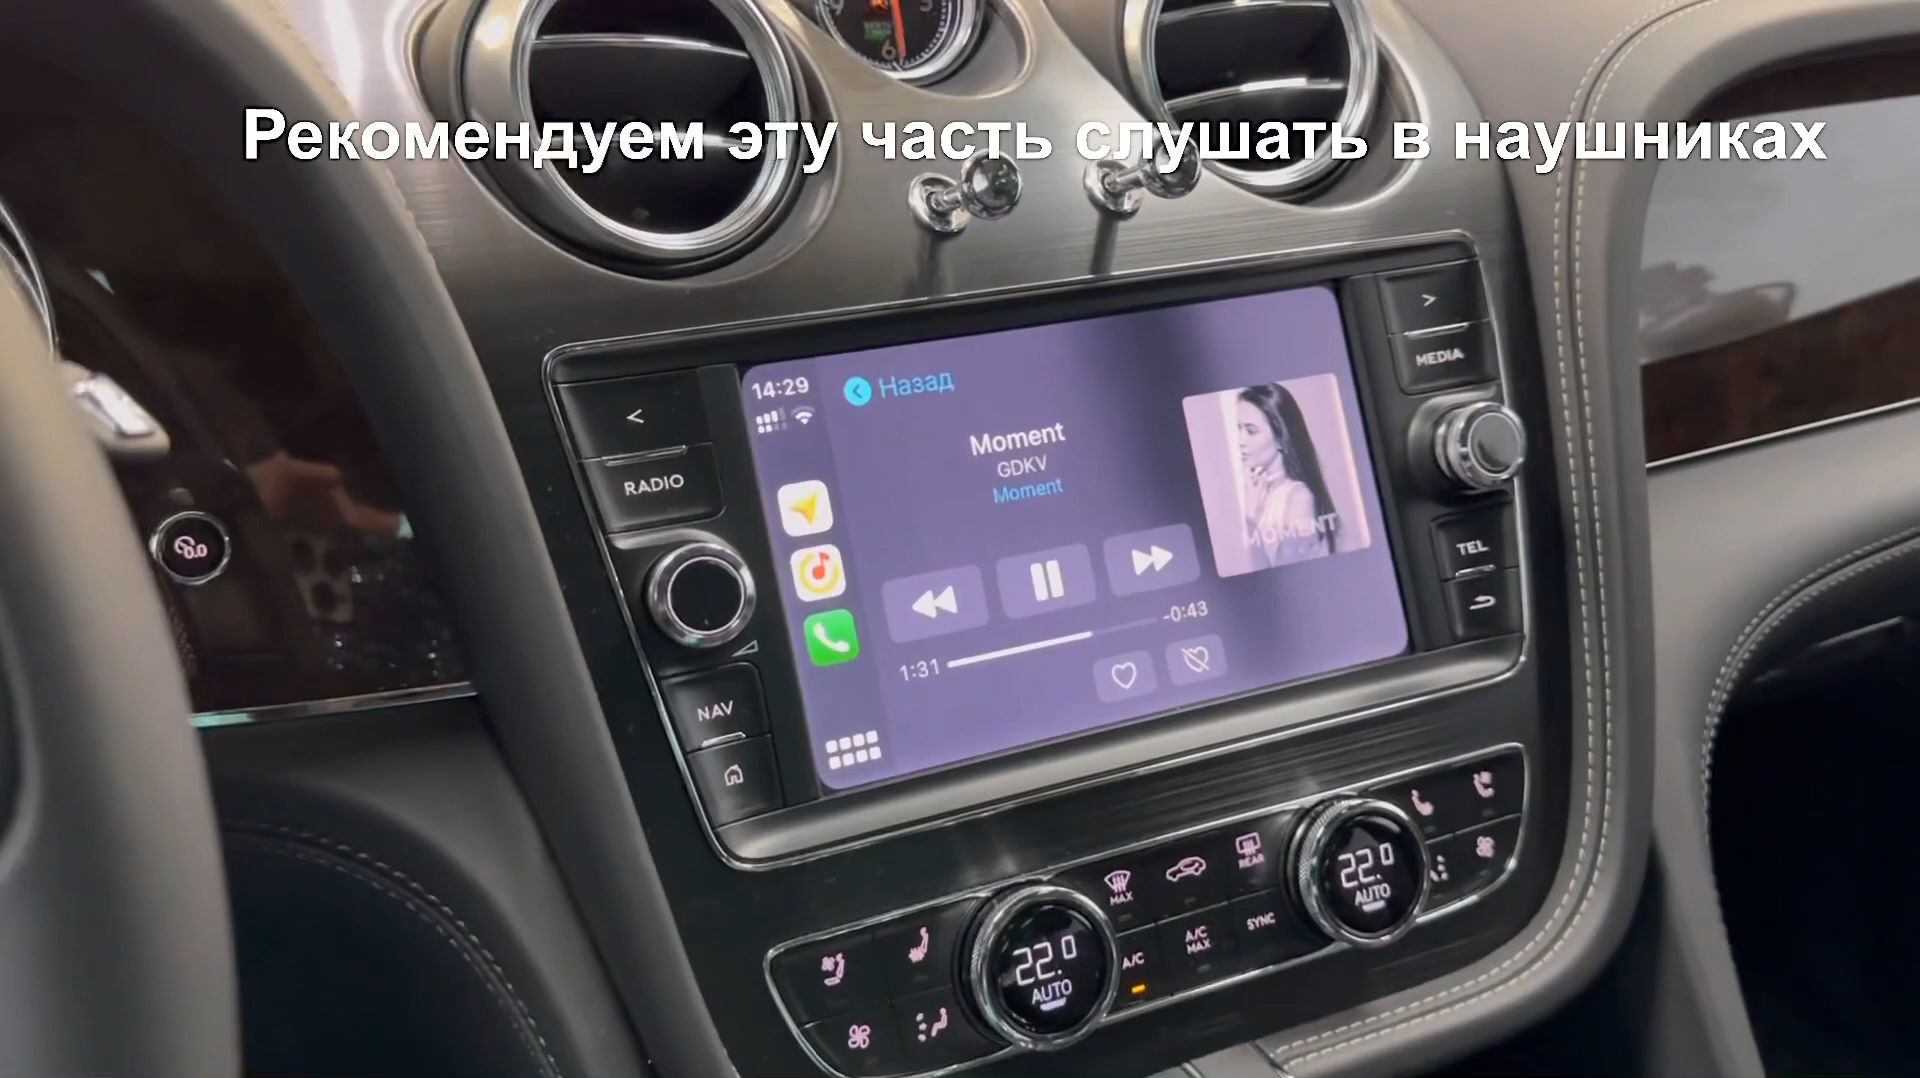 Рекомендуем эту часть слушать в наушниках
6
>
MEDIA
<
RADIO
14:29
Назад
Moment
GDKV
Moment
MOMENT
TEL
-0:43
1:31
NAV
REAR
MAX
22.0
AUTO
SYNC
A/C
MAX
A/C
22.0
AUTO